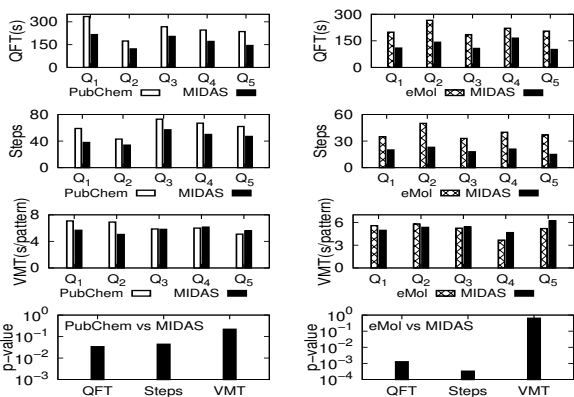 QFT(s)
300
150
0
Q1 Q2 Q3 Q4 Q5
PubChem MIDAS
QFT(s)
300
150
0
Q1 Q2 Q3 Q4 Q5
eMol MIDAS
Steps
80
40
0
Q1 Q2 Q3 Q4 Q5
PubChem MIDAS
Steps
60
30
0
Q1 Q2 Q3 Q4 Q5
eMol MIDAS
VMT(s/pattern)
8
4
0
Q1 Q2 Q3 Q4 Q5
PubChem MIDAS
VMT(s/pattern)
6
3
0
Q1 Q2 Q3 Q4 Q5
eMol MIDAS
p−value
10^0
10^−1
10^−2
10^−3
PubChem vs MIDAS
QFT Steps VMT
p−value
10^0
10^−1
10^−2
10^−3
10^−4
eMol vs MIDAS
QFT Steps VMT